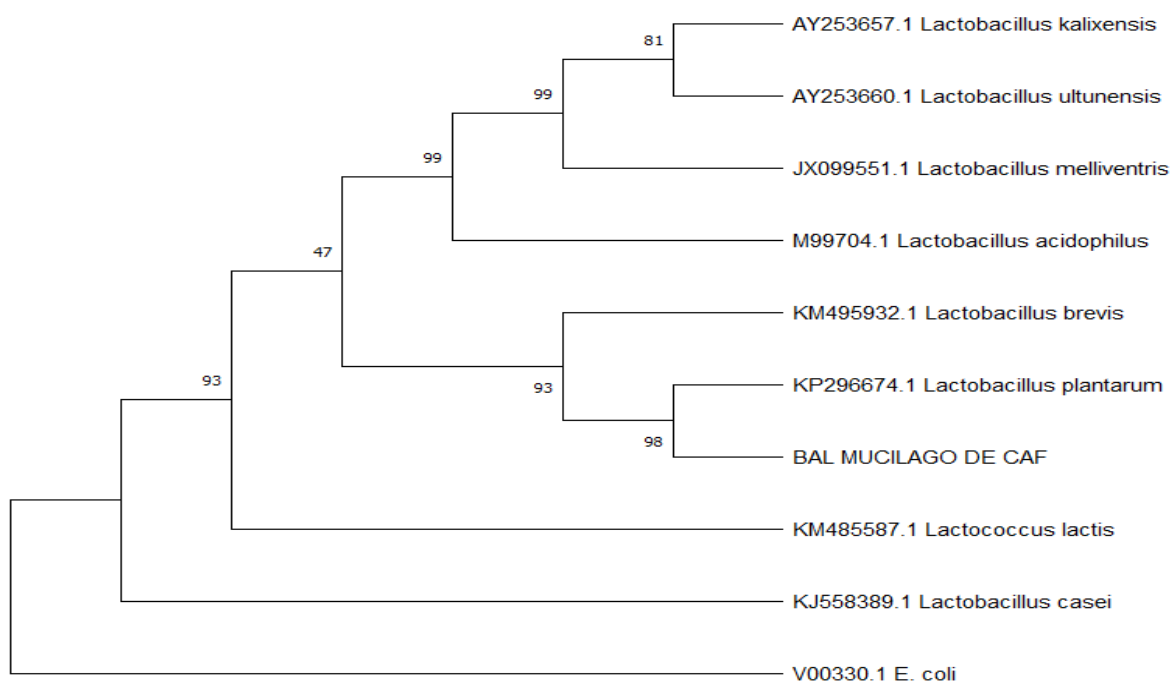 AY253657.1 Lactobacillus kalixensis
81
AY253660.1 Lactobacillus ultunensis
99
JX099551.1 Lactobacillus melliventris
99
M99704.1 Lactobacillus acidophilus
47
KM495932.1 Lactobacillus brevis
93
KP296674.1 Lactobacillus plantarum
93
98
BAL MUCILAGO DE CAF
KM485587.1 Lactococcus lactis
KJ558389.1 Lactobacillus casei
V00330.1 E. coli